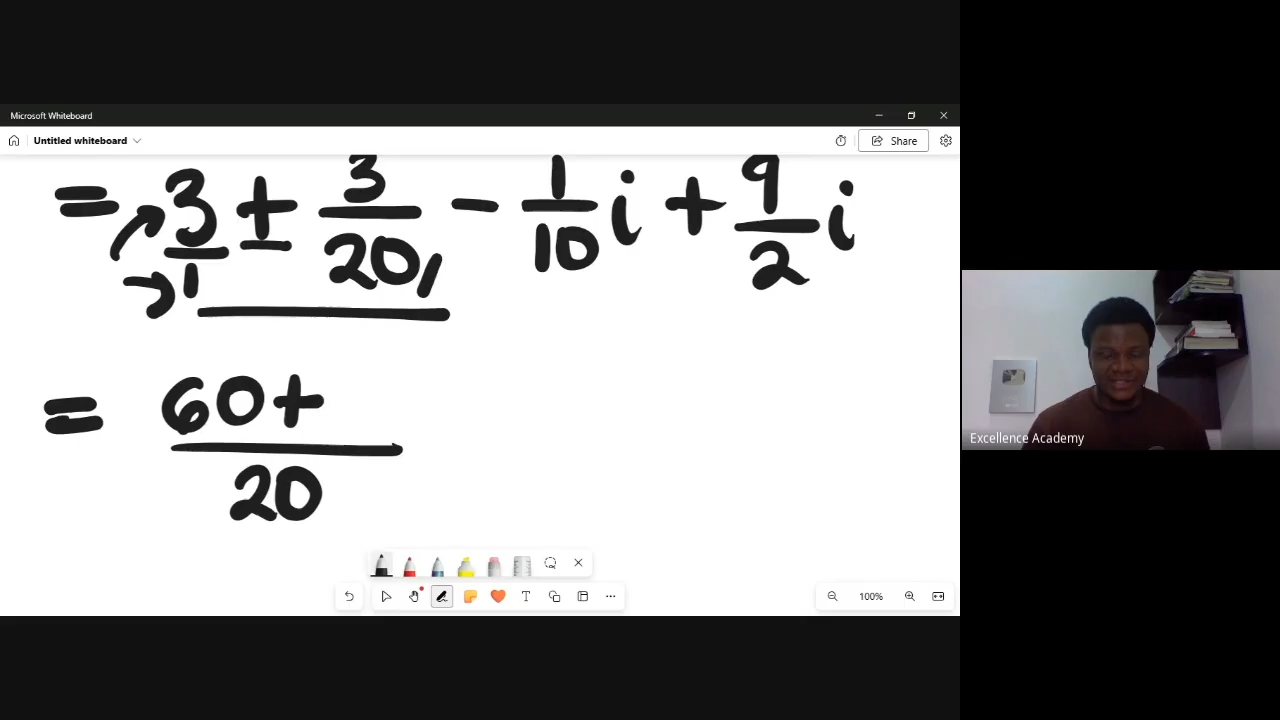 Microsoft Whiteboard
Untitled whiteboard
Share
= 3/1 ± 3/20, - 1/10 i + 9/2 i
= 60+/20
Excellence Academy
100%